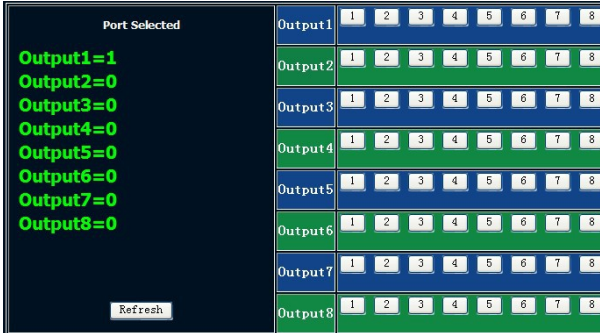 Port Selected
Output1=1
Output2=0
Output3=0
Output4=0
Output5=0
Output6=0
Output7=0
Output8=0
Refresh
Output1 1 2 3 4 5 6 7 8
Output2 1 2 3 4 5 6 7 8
Output3 1 2 3 4 5 6 7 8
Output4 1 2 3 4 5 6 7 8
Output5 1 2 3 4 5 6 7 8
Output6 1 2 3 4 5 6 7 8
Output7 1 2 3 4 5 6 7 8
Output8 1 2 3 4 5 6 7 8